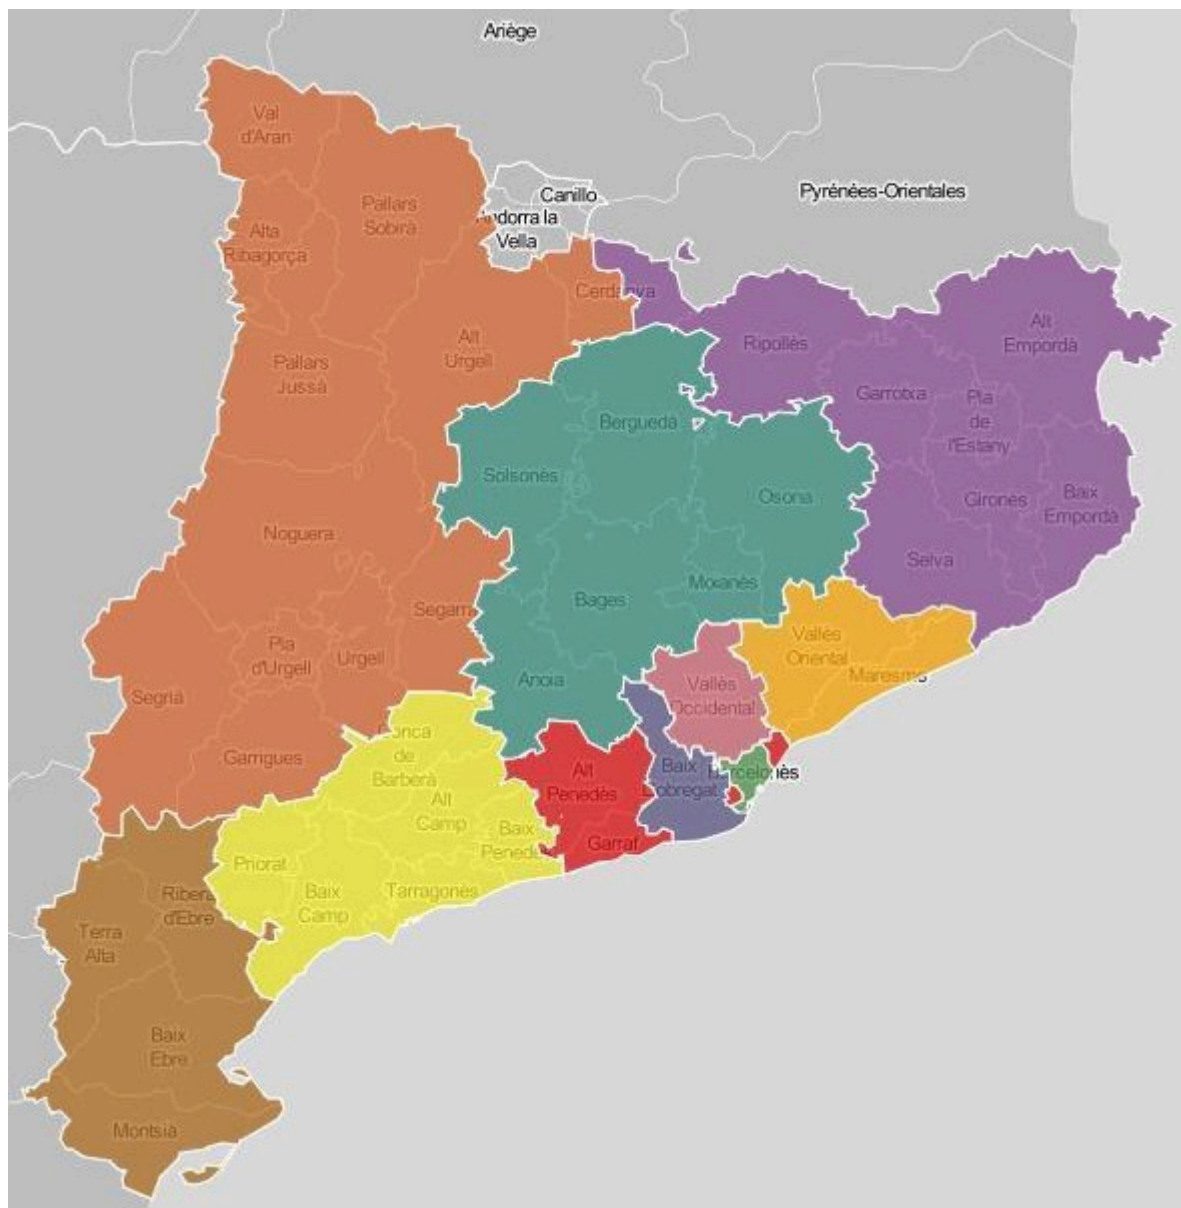 Ariège
Val
d'Aran
Canillo
Pyrénées-Orientales
Pallars
Sobirà
Andorra la
Vella
Alta
Ribagorça
Cerdanya
Alt
Empordà
Alt
Urgell
Ripollès
Pallars
Jussà
Garrotxa
Pla
de
l'Estany
Berguedà
Solsonès
Osona
Gironès
Baix
Empordà
Noguera
Selva
Moianès
Bages
Segarra
Vallès
Oriental
Pla
d'Urgell
Urgell
Maresme
Anoia
Vallès
Occidental
Segrià
Conca
de
Barberà
Garrigues
Alt
Penedès
Baix
Llobregat
Barcelonès
Alt
Camp
Baix
Penedès
Garraf
Priorat
Ribera
d'Ebre
Baix
Camp
Tarragonès
Terra
Alta
Baix
Ebre
Montsià